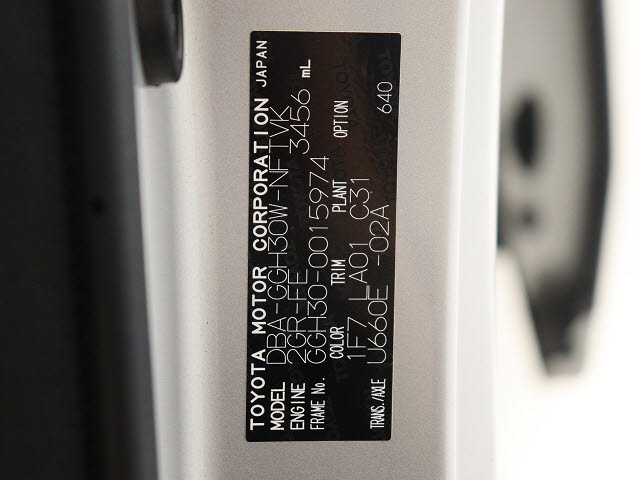 TOYOTA MOTOR CORPORATION JAPAN
MODEL DBA-GGH30W-NFTVK
ENGINE 2GR-FE 3456 mL
FRAME No. GGH30-0015974
COLOR TRIM PLANT OPTION
1F7 LA01 C31
TRANS./AXLE U660E -02A 640